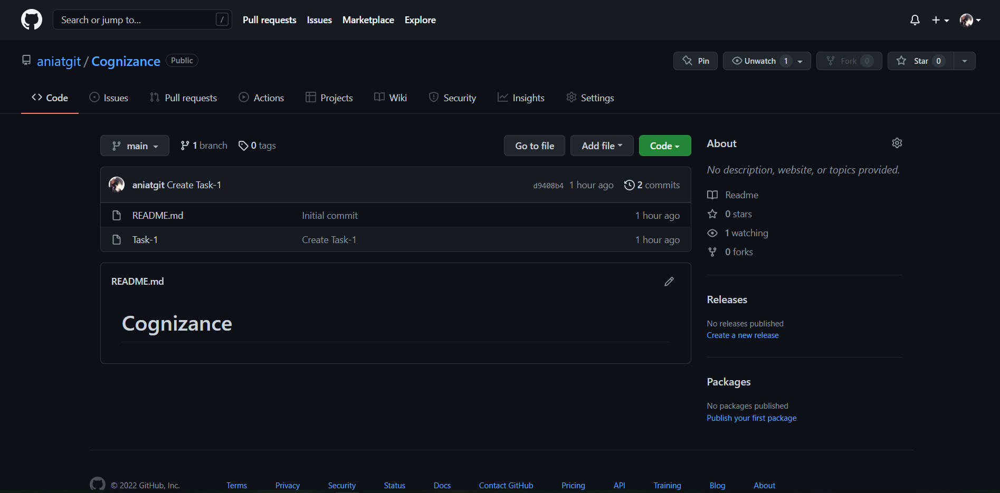 Search or jump to... / Pull requests Issues Marketplace Explore
aniatgit / Cognizance Public Pin Unwatch 1 Fork 0 Star 0
Code Issues Pull requests Actions Projects Wiki Security Insights Settings
main 1 branch 0 tags Go to file Add file Code
aniatgit Create Task-1 d9408b4 1 hour ago 2 commits
README.md Initial commit 1 hour ago
Task-1 Create Task-1 1 hour ago
README.md
Cognizance
About
No description, website, or topics provided.
Readme
0 stars
1 watching
0 forks
Releases
No releases published
Create a new release
Packages
No packages published
Publish your first package
© 2022 GitHub, Inc. Terms Privacy Security Status Docs Contact GitHub Pricing API Training Blog About